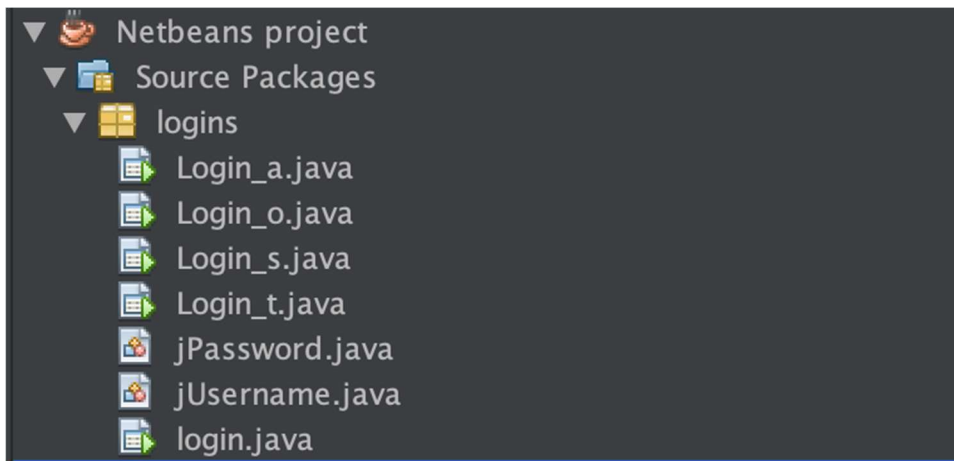 Netbeans project
Source Packages
logins
Login_a.java
Login_o.java
Login_s.java
Login_t.java
jPassword.java
jUsername.java
login.java